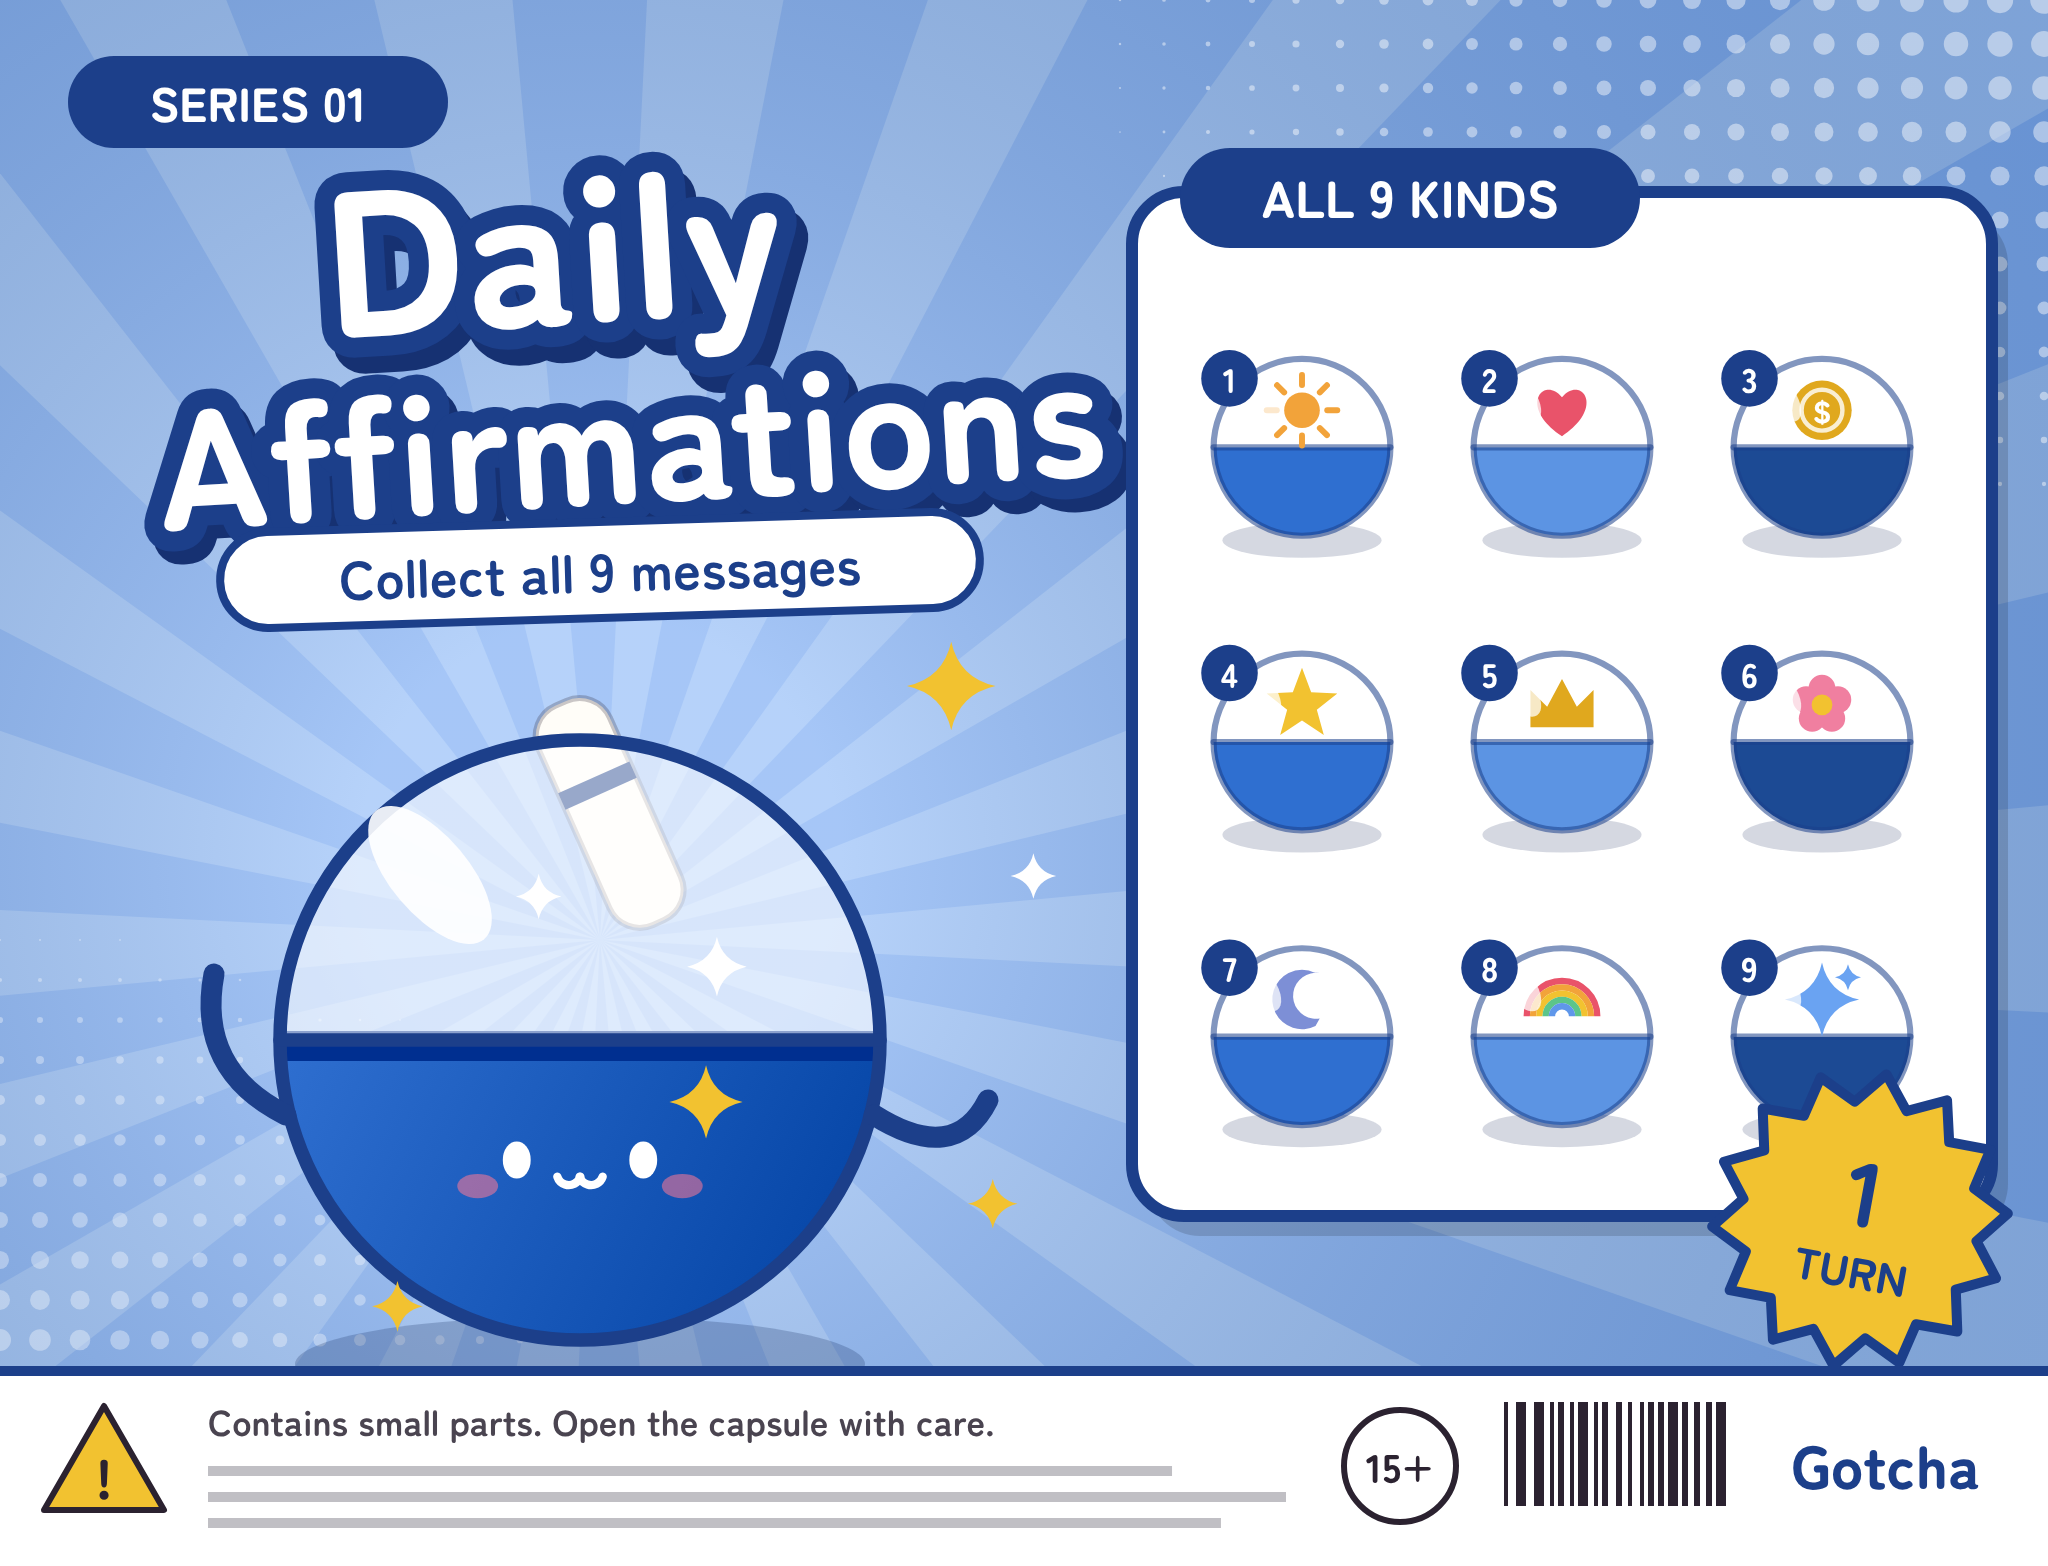 SERIES 01
Daily
Affirmations
Collect all 9 messages
ALL 9 KINDS
1
2
3
$
4
5
6
7
8
9
1
TURN
!
Contains small parts. Open the capsule with care.
15+
Gotcha